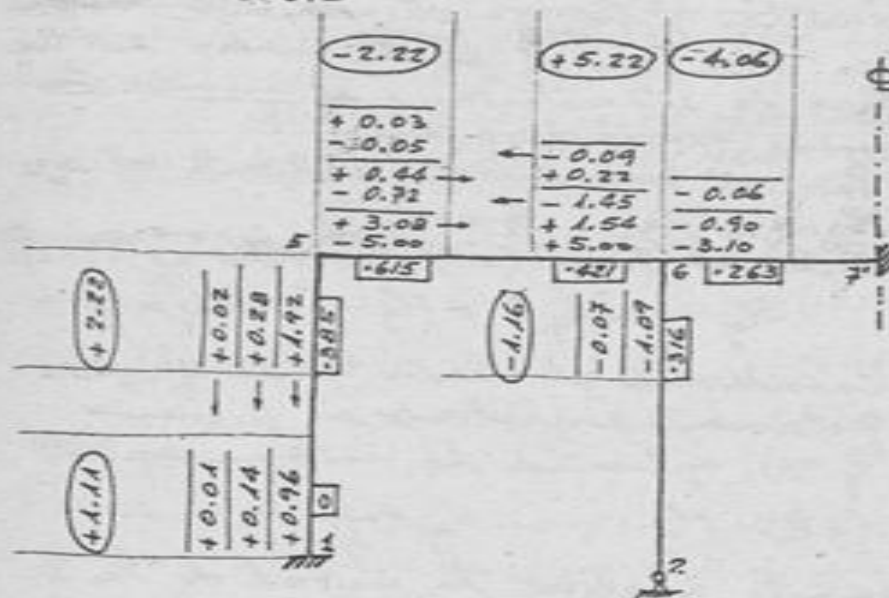 -2.22 +5.22 -4.06
+0.03
-0.05 -0.09
+0.44 +0.22 -0.06
-0.72 -1.45
+3.08 +1.54 -0.90
-5.00 +5.00 -3.10
5 ·615 ·421 6 ·263 7'
+2.22 +0.02 +0.28 +1.92 ·385
-1.16 -0.07 -1.09 ·316
+1.11 +0.01 +0.14 +0.96 0
1
2